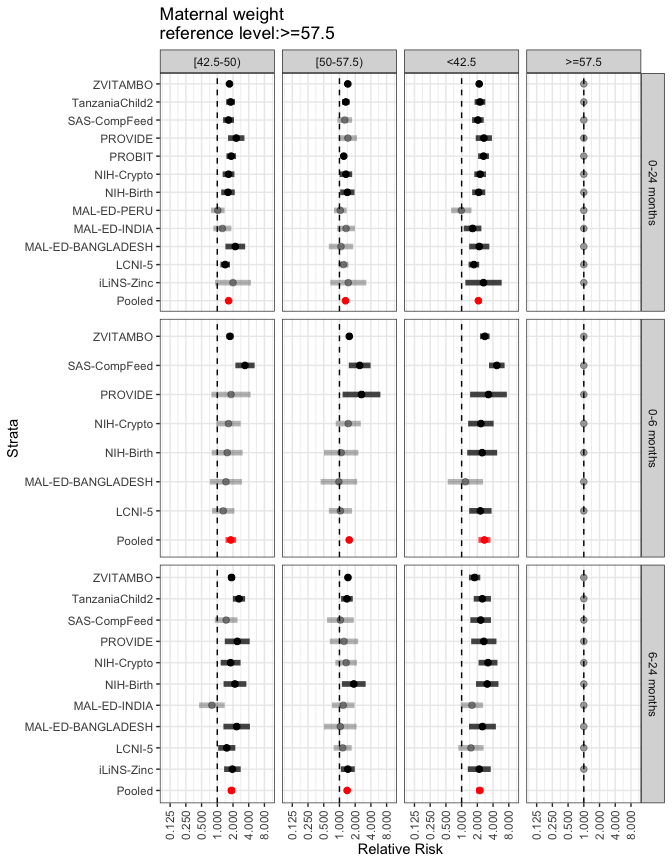 Maternal weight
reference level:>=57.5
[42.5-50)
[50-57.5)
<42.5
>=57.5
ZVITAMBO
TanzaniaChild2
SAS-CompFeed
PROVIDE
PROBIT
NIH-Crypto
NIH-Birth
MAL-ED-PERU
MAL-ED-INDIA
MAL-ED-BANGLADESH
LCNI-5
iLiNS-Zinc
Pooled
0-24 months
ZVITAMBO
SAS-CompFeed
PROVIDE
NIH-Crypto
NIH-Birth
MAL-ED-BANGLADESH
LCNI-5
Pooled
0-6 months
Strata
ZVITAMBO
TanzaniaChild2
SAS-CompFeed
PROVIDE
NIH-Crypto
NIH-Birth
MAL-ED-INDIA
MAL-ED-BANGLADESH
LCNI-5
iLiNS-Zinc
Pooled
6-24 months
0.125 0.250 0.500 1.000 2.000 4.000 8.000
0.125 0.250 0.500 1.000 2.000 4.000 8.000
0.125 0.250 0.500 1.000 2.000 4.000 8.000
0.125 0.250 0.500 1.000 2.000 4.000 8.000
Relative Risk